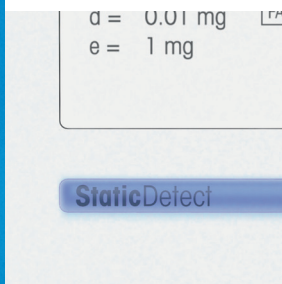 d = 0.01 mg
e = 1 mg
StaticDetect